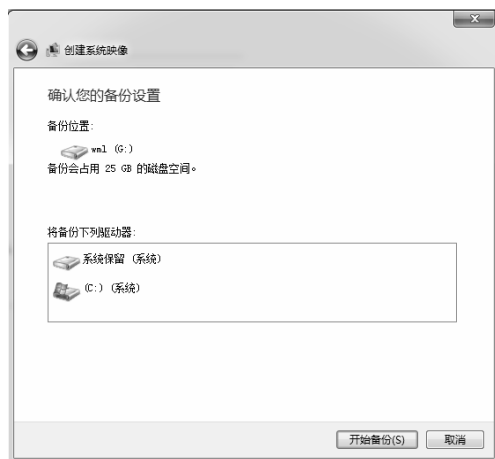 创建系统映像
确认您的备份设置
备份位置:
wml (G:)
备份会占用 25 GB 的磁盘空间。
将备份下列驱动器:
系统保留 (系统)
(C:) (系统)
开始备份(S)
取消